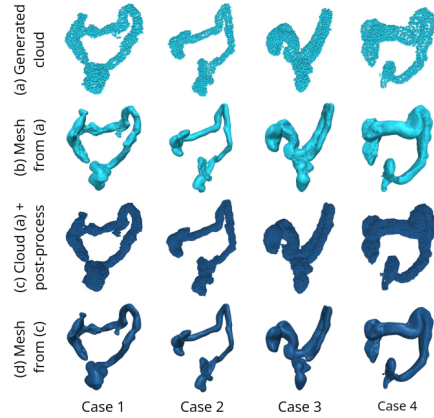 (a) Generated
cloud
(b) Mesh
from (a)
(c) Cloud (a) +
post-process
(d) Mesh
from (c)
Case 1 Case 2 Case 3 Case 4